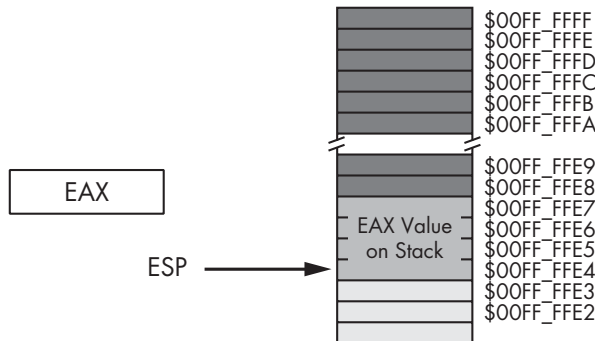 $00FF_FFFF
$00FF_FFFE
$00FF_FFFD
$00FF_FFFC
$00FF_FFFB
$00FF_FFFA
$00FF_FFE9
$00FF_FFE8
$00FF_FFE7
$00FF_FFE6
$00FF_FFE5
$00FF_FFE4
$00FF_FFE3
$00FF_FFE2
EAX
EAX Value
on Stack
ESP